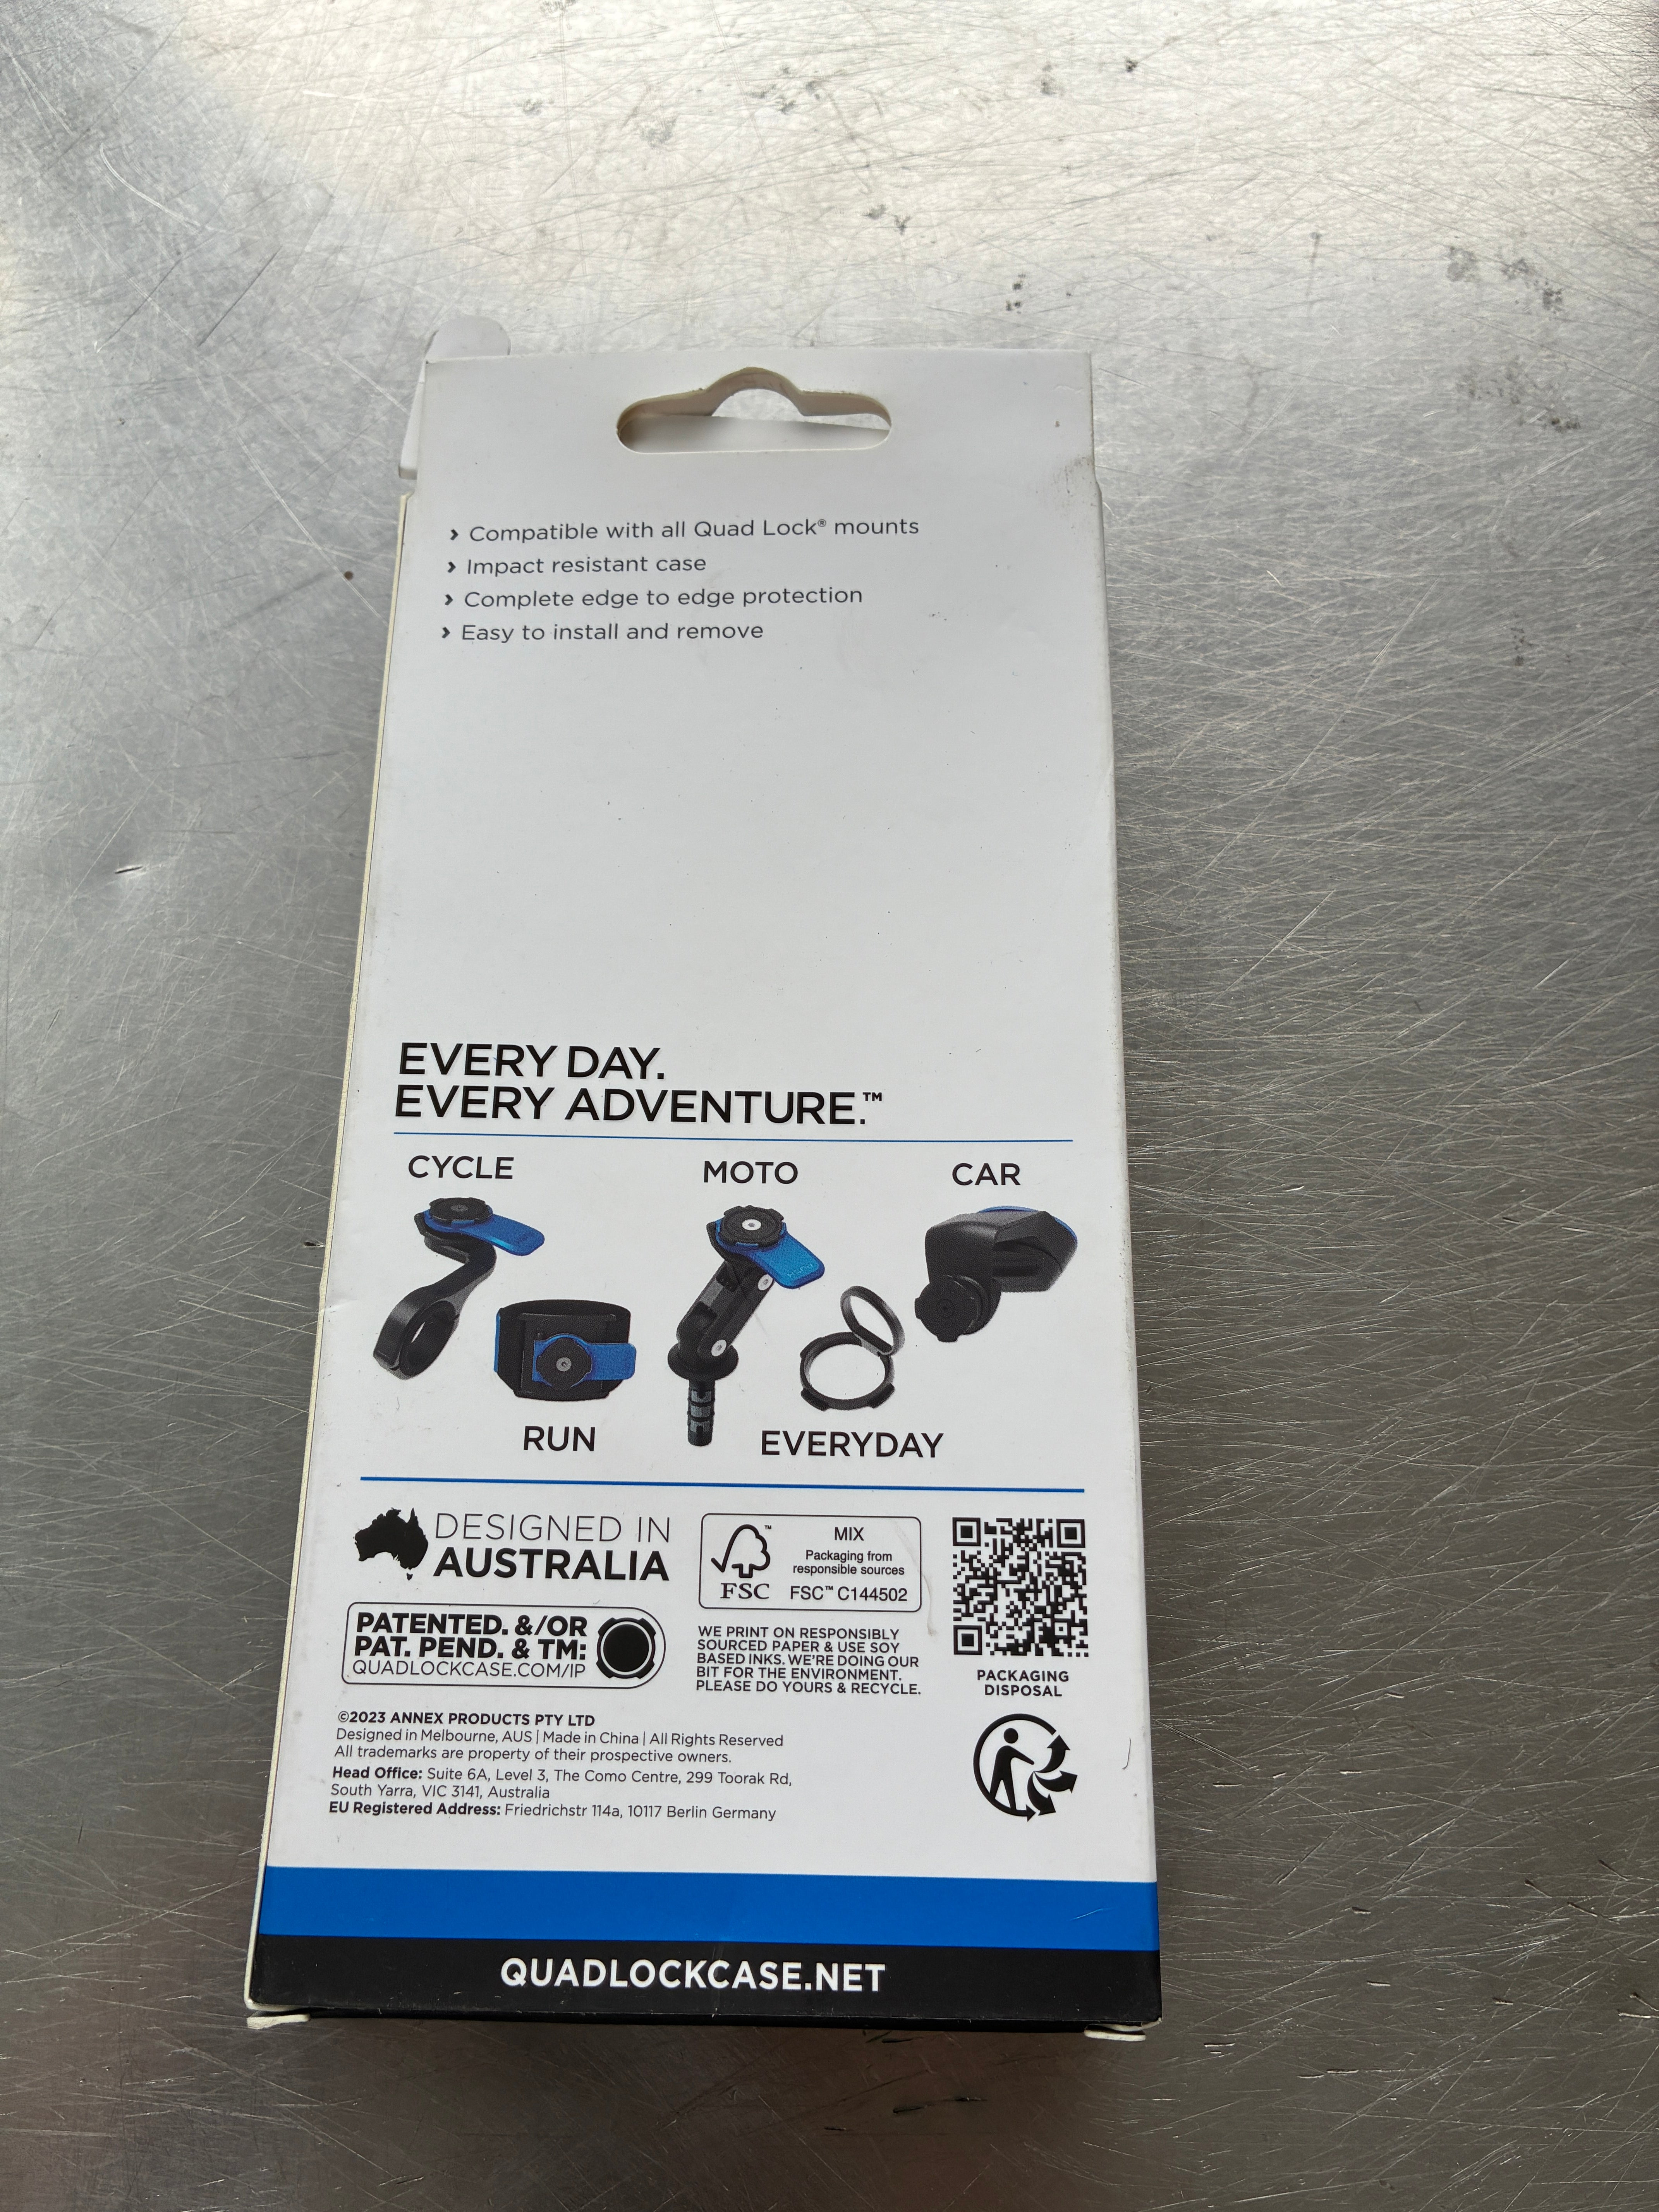 › Compatible with all Quad Lock® mounts
› Impact resistant case
› Complete edge to edge protection
› Easy to install and remove
EVERY DAY.
EVERY ADVENTURE.™
CYCLE
MOTO
CAR
RUN
EVERYDAY
DESIGNED IN
AUSTRALIA
PATENTED. &/OR
PAT. PEND. & TM:
QUADLOCKCASE.COM/IP
FSC
MIX
Packaging from
responsible sources
FSC™ C144502
WE PRINT ON RESPONSIBLY
SOURCED PAPER & USE SOY
BASED INKS. WE'RE DOING OUR
BIT FOR THE ENVIRONMENT.
PLEASE DO YOURS & RECYCLE.
PACKAGING
DISPOSAL
©2023 ANNEX PRODUCTS PTY LTD
Designed in Melbourne, AUS | Made in China | All Rights Reserved
All trademarks are property of their prospective owners.
Head Office: Suite 6A, Level 3, The Como Centre, 299 Toorak Rd,
South Yarra, VIC 3141, Australia
EU Registered Address: Friedrichstr 114a, 10117 Berlin Germany
QUADLOCKCASE.NET